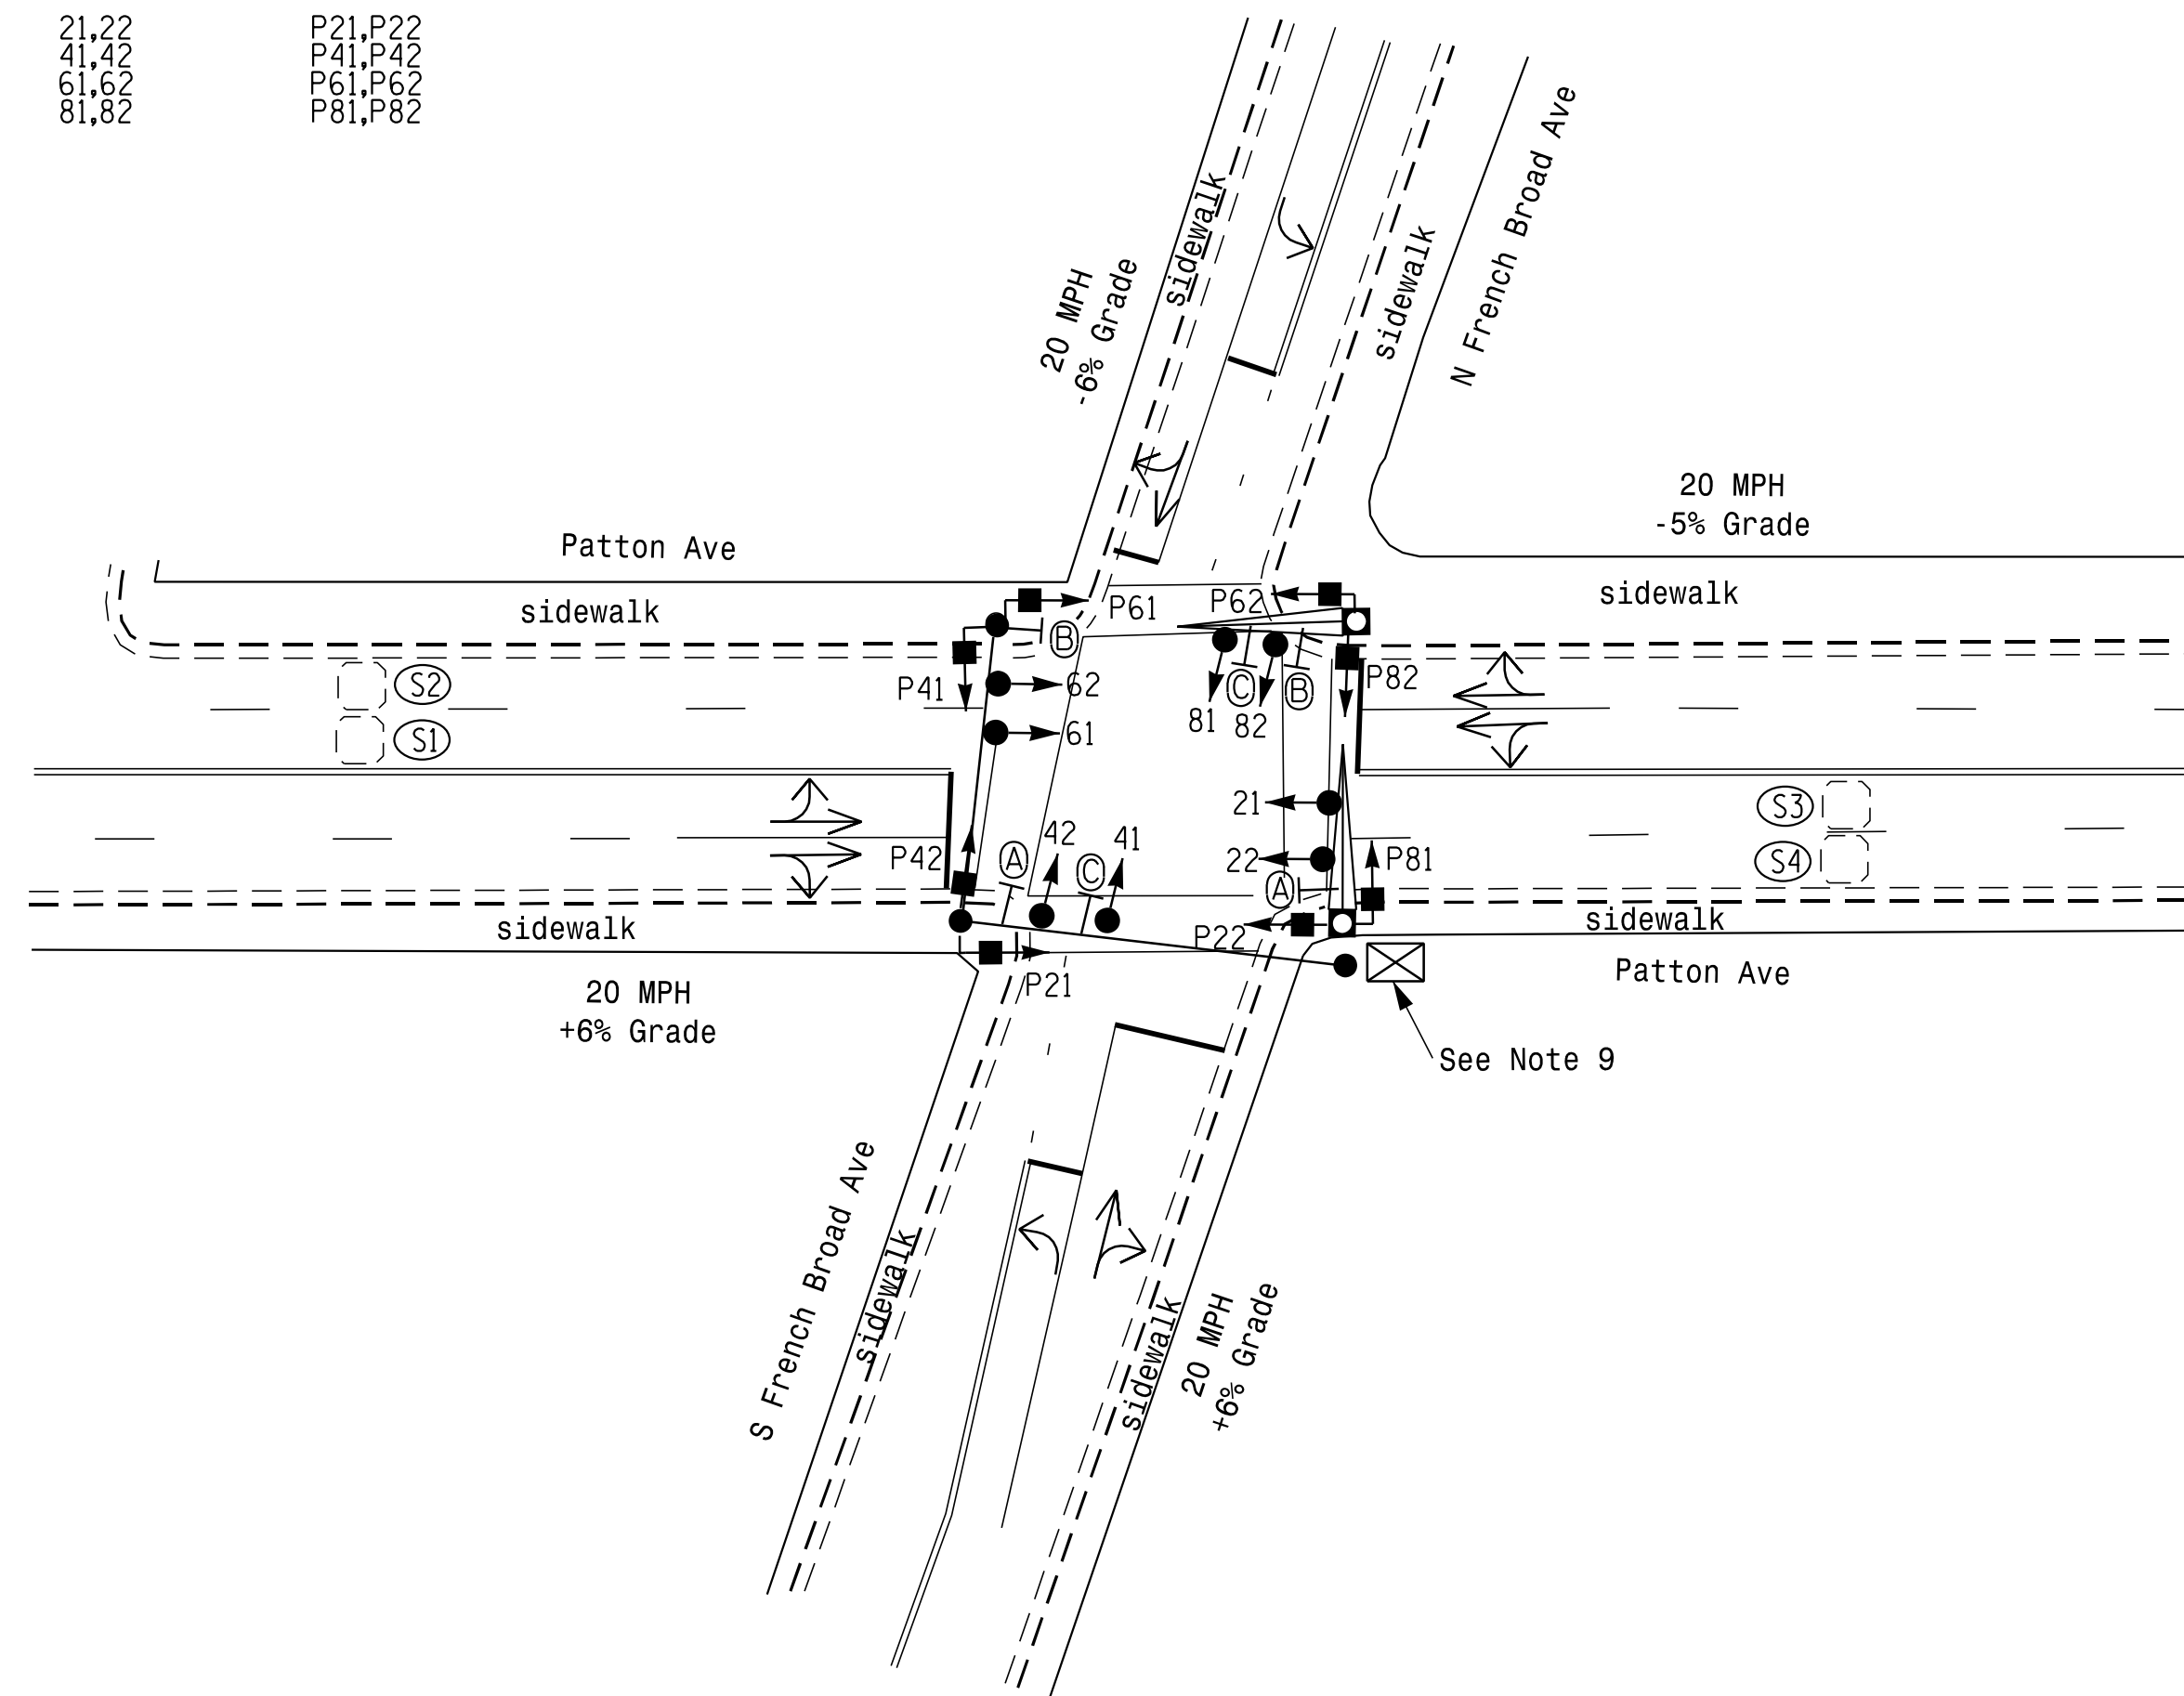 21,22 P21,P22
41,42 P41,P42
61,62 P61,P62
81,82 P81,P82
N French Broad Ave
sidewalk
sidewalk
20 MPH
-6% Grade
20 MPH
-5% Grade
Patton Ave
sidewalk
sidewalk
P61
P62
B
S2
P41
62
C
B
P82
81
82
S1
61
21
S3
42
41
P42
A
C
22
P81
S4
A
sidewalk
sidewalk
P22
P21
Patton Ave
20 MPH
+6% Grade
See Note 9
S French Broad Ave
sidewalk
sidewalk
20 MPH
+6% Grade